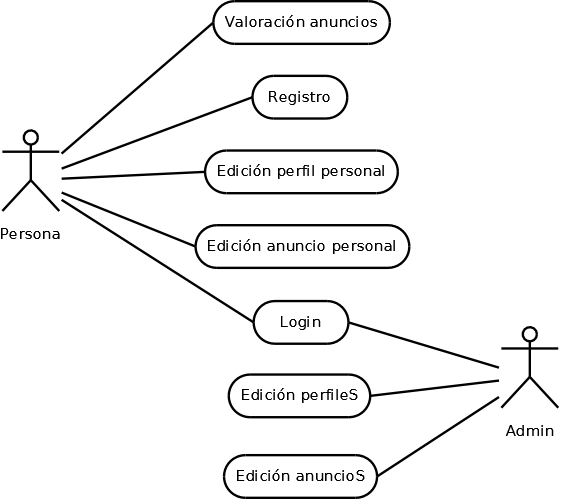 Valoración anuncios
Registro
Edición perfil personal
Persona
Edición anuncio personal
Login
Edición perfileS
Admin
Edición anuncioS